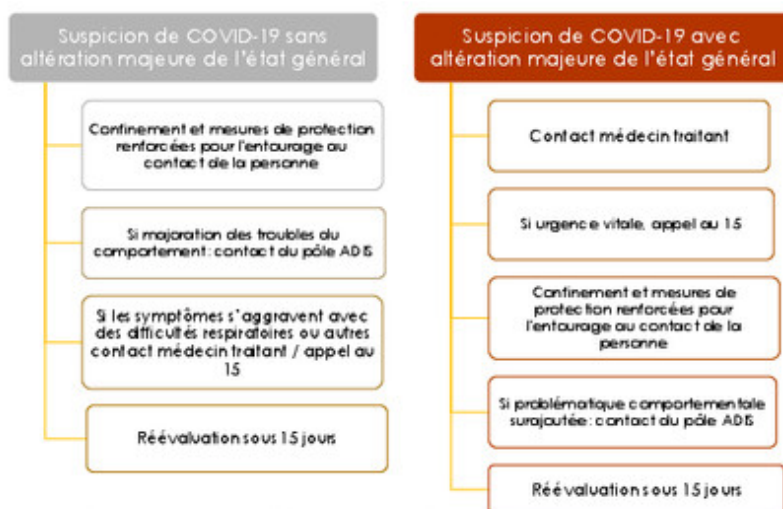 Suspicion de COVID-19 sans
altération majeure de l'état général
Confinement et mesures de protection
renforcées pour l'entourage au
contact de la personne
Si majoration des troubles du
comportement: contact du pôle ADIS
Si les symptômes s'aggravent avec
des difficultés respiratoires ou autres
contact médecin traitant / appel au
15
Réévaluation sous 15 jours
Suspicion de COVID-19 avec
altération majeure de l'état général
Contact médecin traitant
Si urgence vitale, appel au 15
Confinement et mesures de
protection renforcées pour
l'entourage au contact de la
personne
Si problématique comportementale
surajoutée: contact du pôle ADIS
Réévaluation sous 15 jours